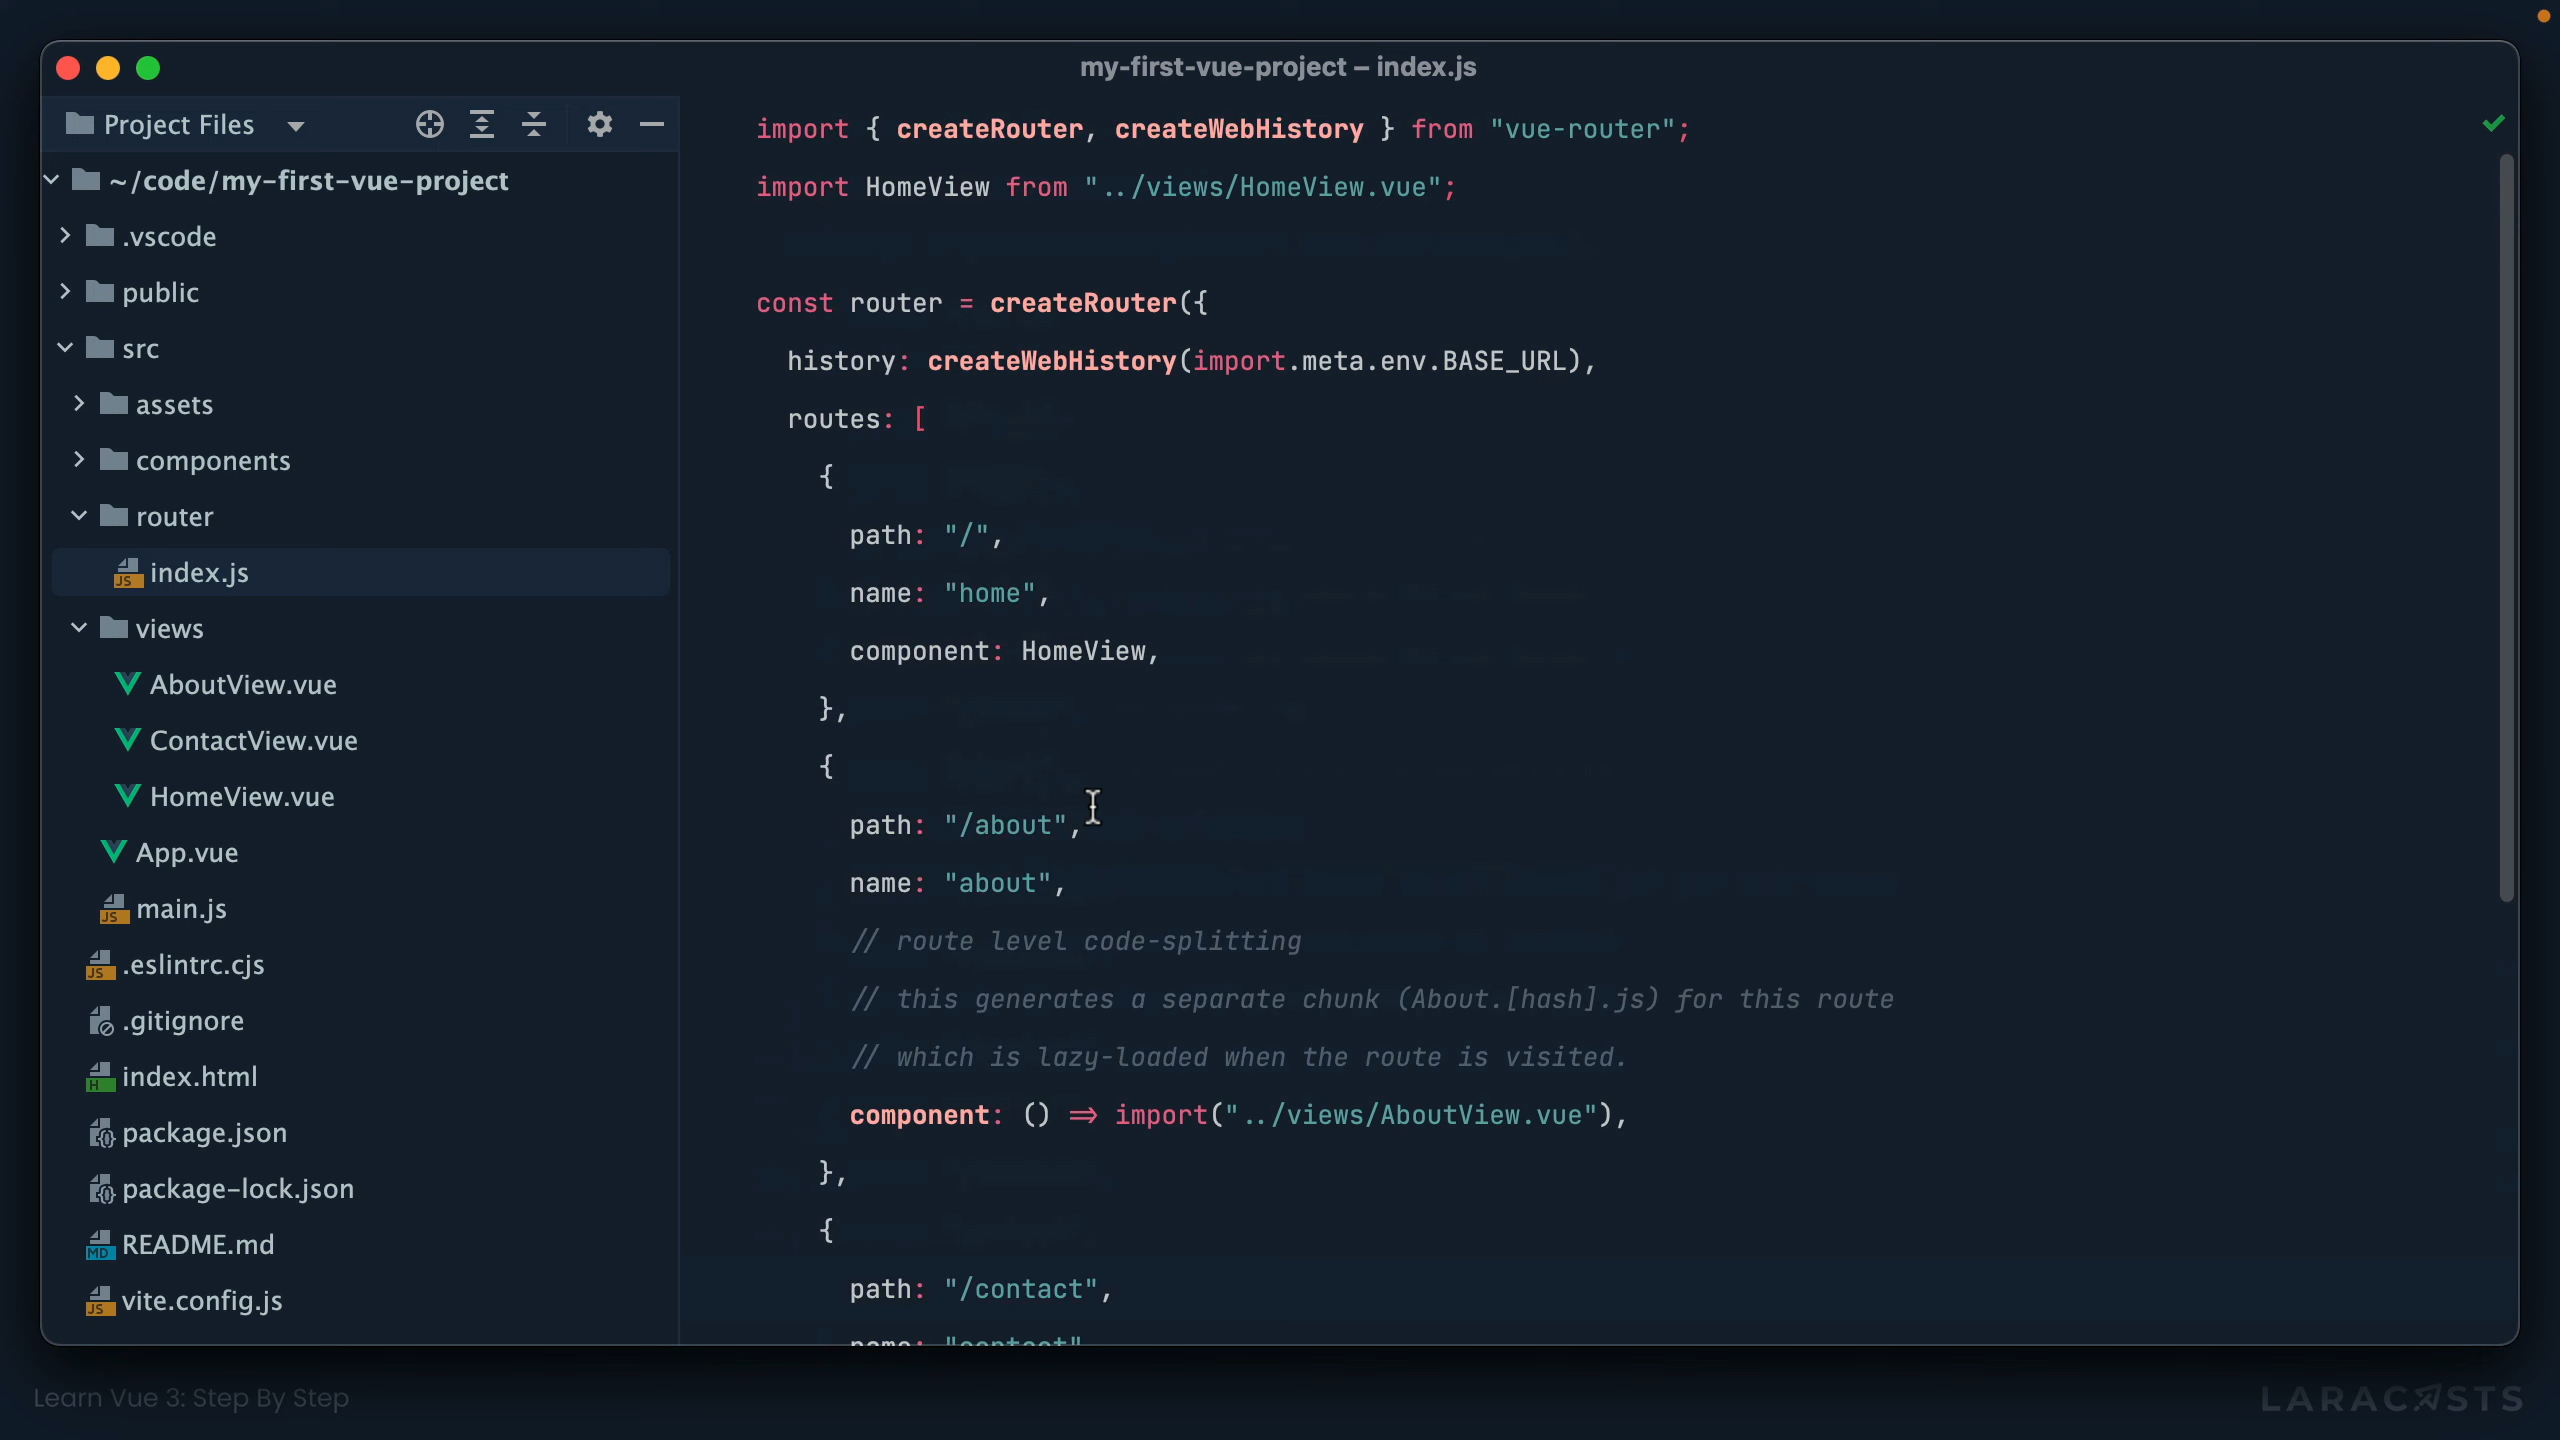 my-first-vue-project – index.js
Project Files
~/code/my-first-vue-project
.vscode
public
src
assets
components
router
index.js
views
AboutView.vue
ContactView.vue
HomeView.vue
App.vue
main.js
.eslintrc.cjs
.gitignore
index.html
package.json
package-lock.json
README.md
vite.config.js
import { createRouter, createWebHistory } from "vue-router";
import HomeView from "../views/HomeView.vue";
const router = createRouter({
history: createWebHistory(import.meta.env.BASE_URL),
routes: [
{
path: "/",
name: "home",
component: HomeView,
},
{
path: "/about",
name: "about",
// route level code-splitting
// this generates a separate chunk (About.[hash].js) for this route
// which is lazy-loaded when the route is visited.
component: () => import("../views/AboutView.vue"),
},
{
path: "/contact",
name: "contact"
Learn Vue 3: Step By Step
LARACASTS